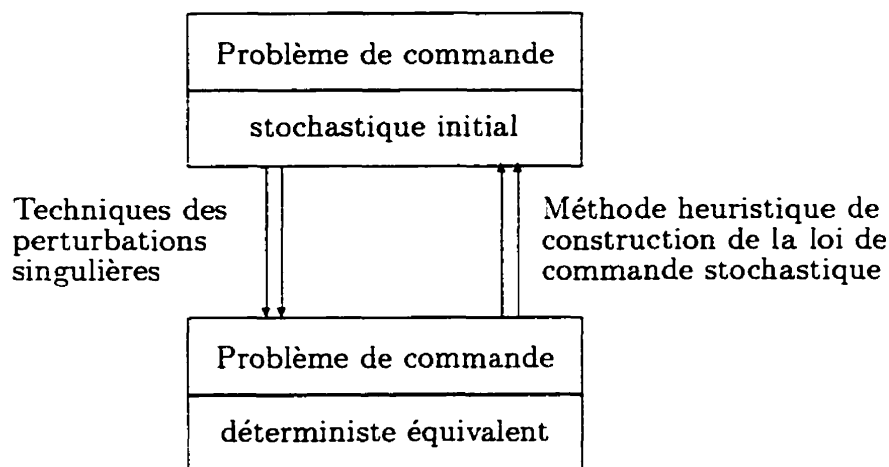 Problème de commande
stochastique initial
Techniques des
perturbations
singulières
Méthode heuristique de
construction de la loi de
commande stochastique
Problème de commande
déterministe équivalent